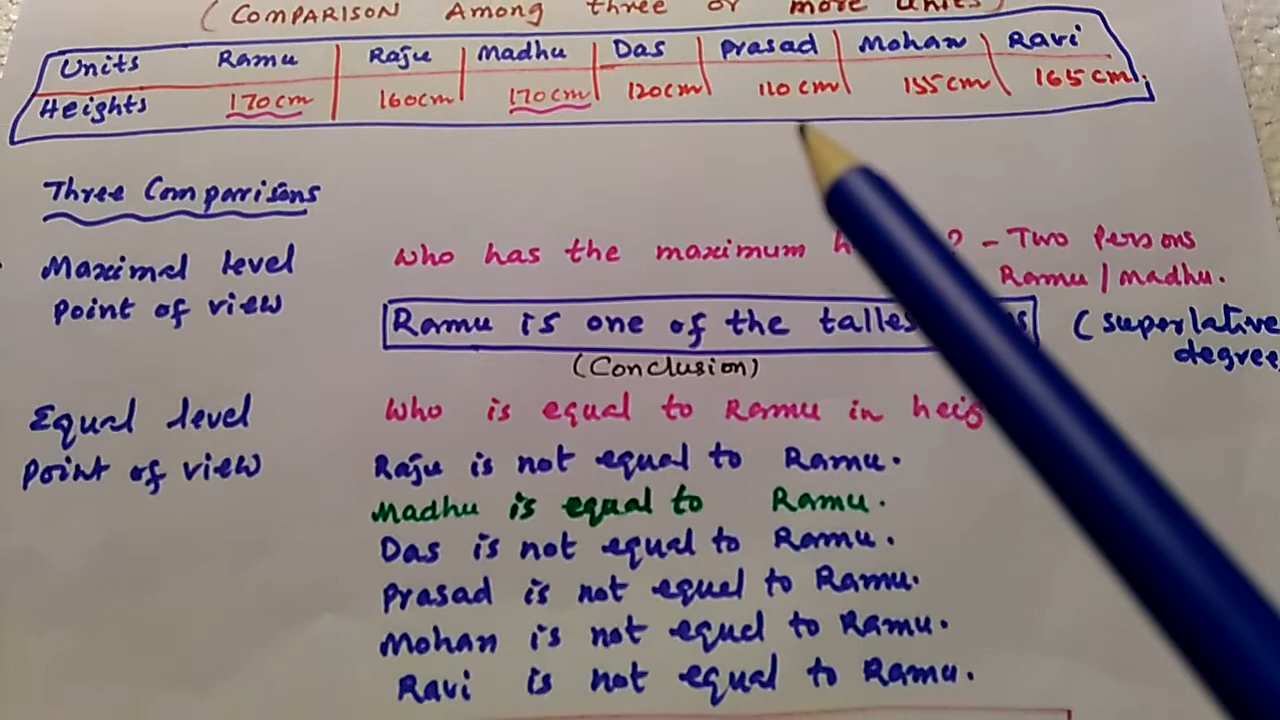 (COMPARISON Among three or more units)
Units Ramu Raju Madhu Das Prasad Mohan Ravi
Heights 170cm 160cm 170cm 120cm 110cm 155cm 165cm
Three Comparisons
Maximal level
Point of view
Who has the maximum ? - Two Persons
Ramu / Madhu.
Ramu is one of the (superlative
degree
(Conclusion)
Equal level
Point of view
Who is equal to Ramu in
Raju is not equal to Ramu.
Madhu is equal to Ramu.
Das is not equal to Ramu.
Prasad is not equal to Ramu.
Mohan is not equal to Ramu.
Ravi is not equal to Ramu.